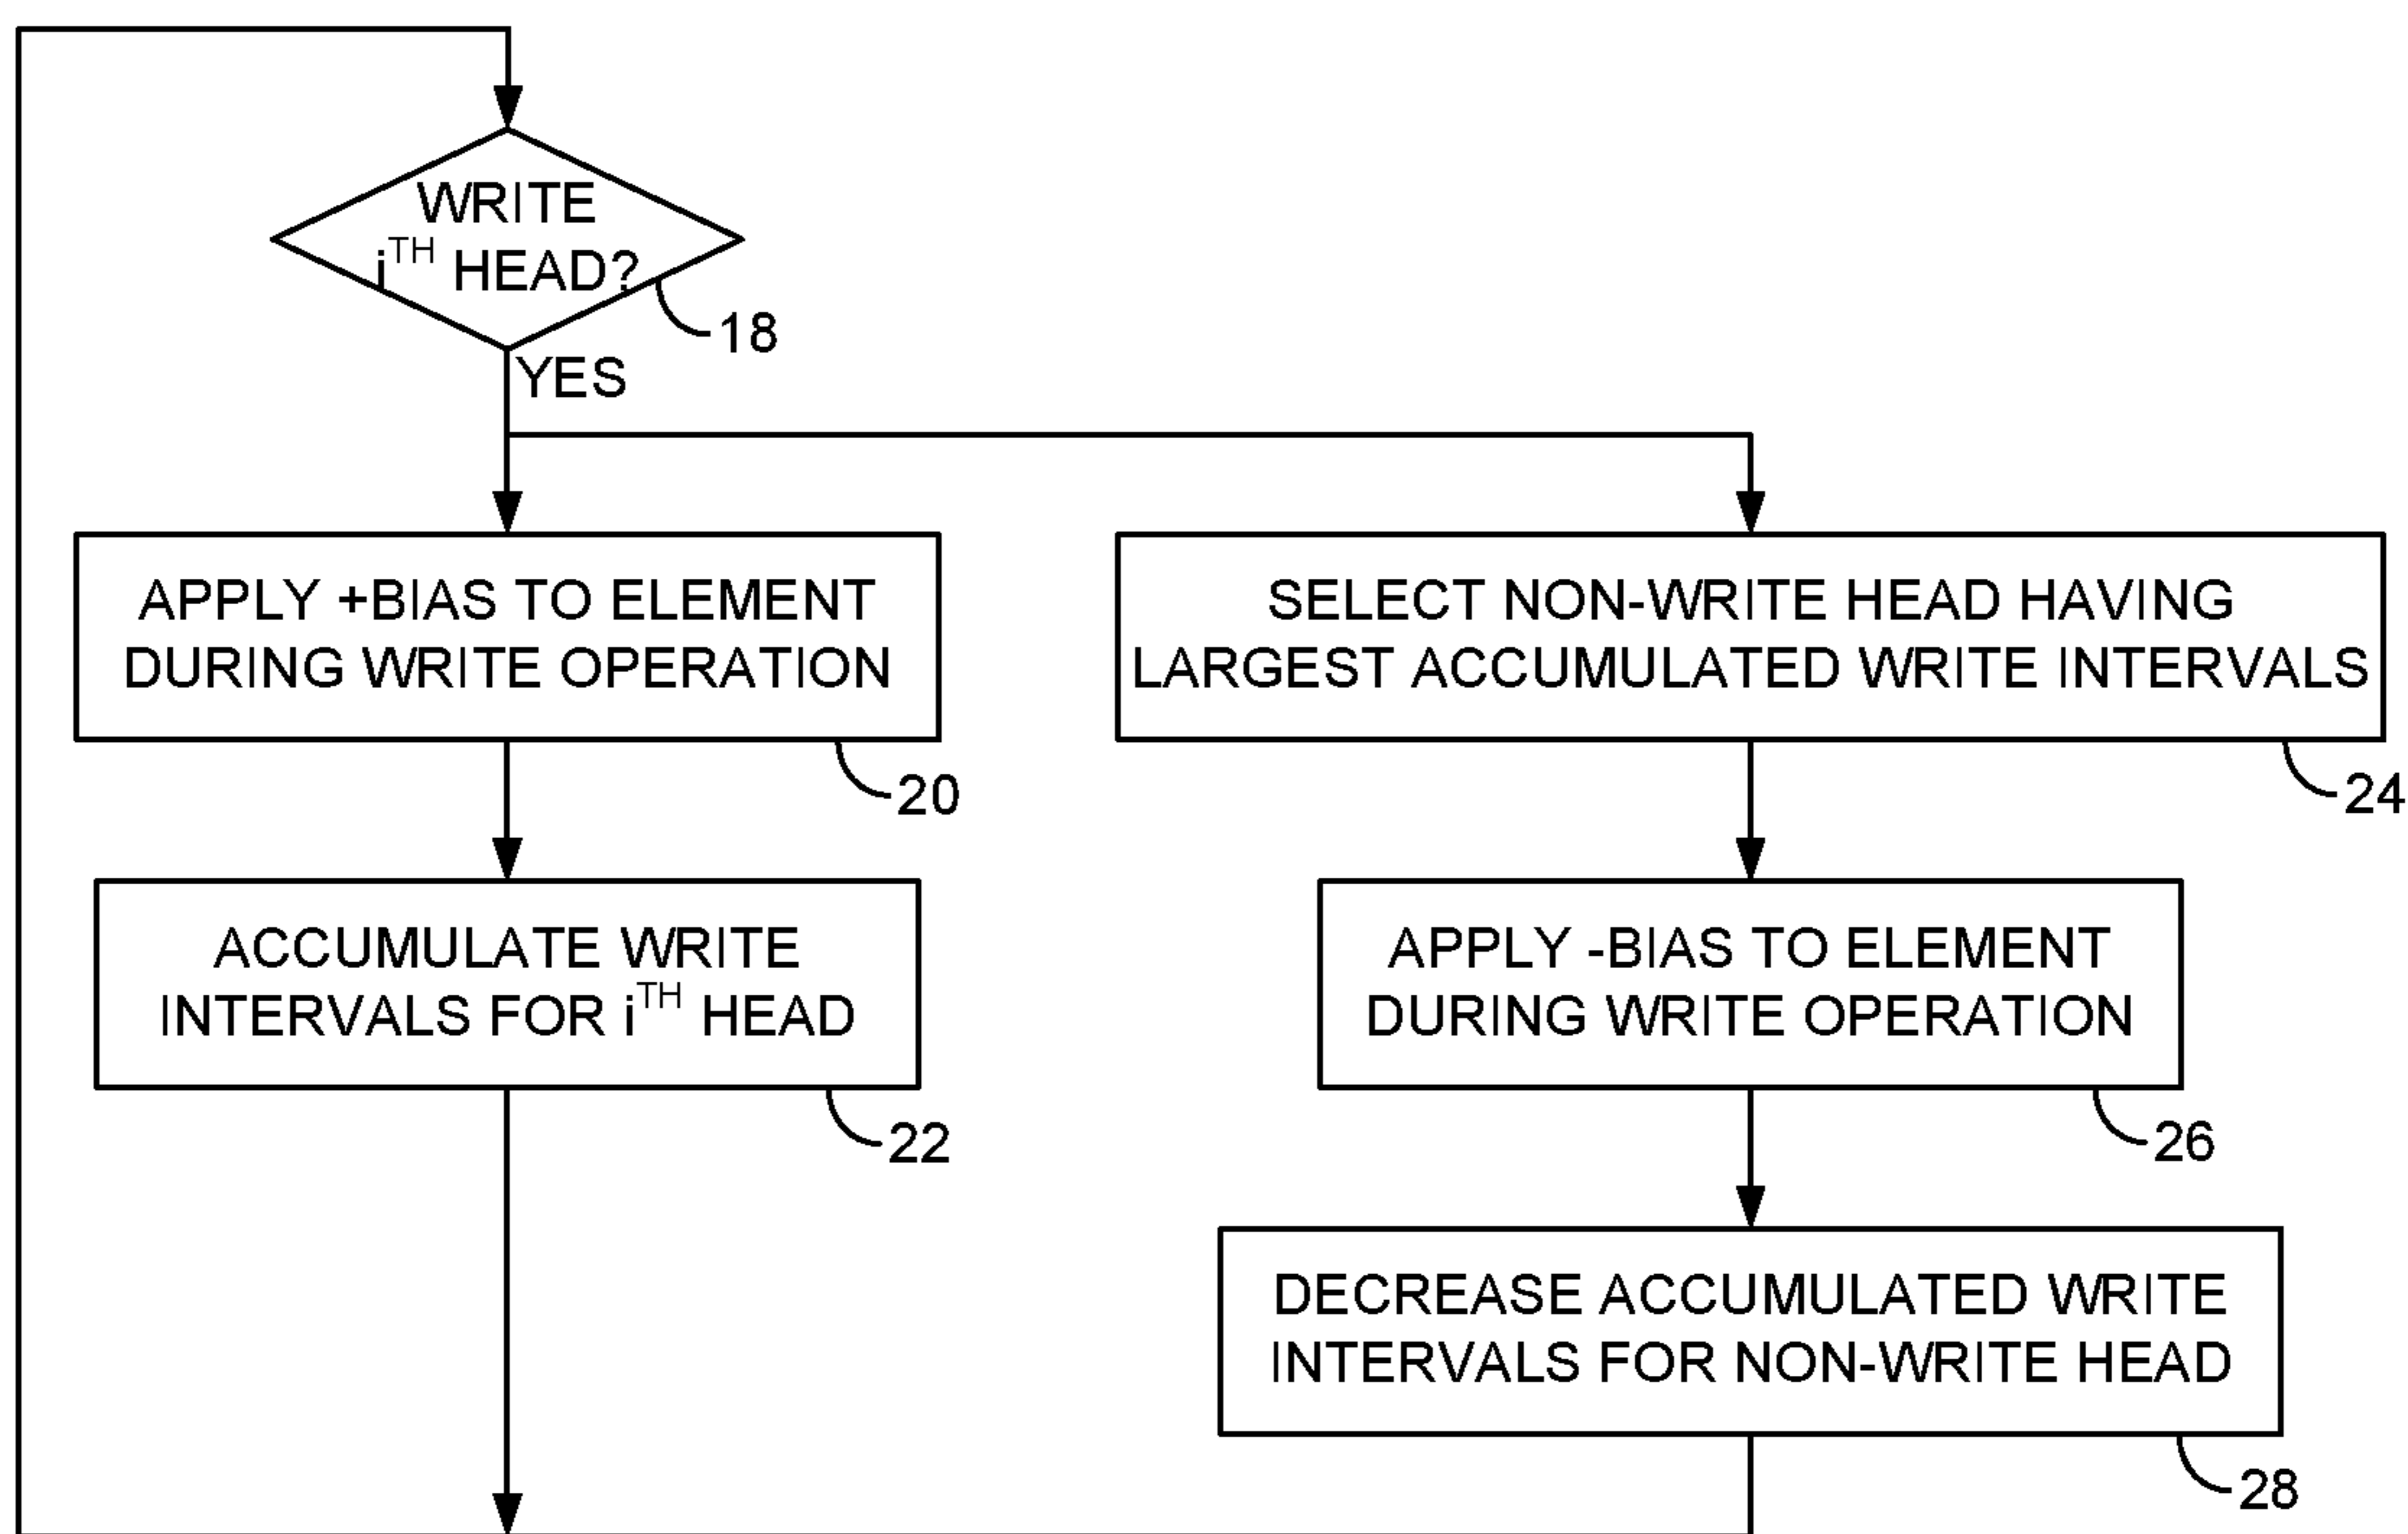 WRITE
iᵀᴴ HEAD?
18
YES
APPLY +BIAS TO ELEMENT
DURING WRITE OPERATION
20
SELECT NON-WRITE HEAD HAVING
LARGEST ACCUMULATED WRITE INTERVALS
24
ACCUMULATE WRITE
INTERVALS FOR iᵀᴴ HEAD
22
APPLY -BIAS TO ELEMENT
DURING WRITE OPERATION
26
DECREASE ACCUMULATED WRITE
INTERVALS FOR NON-WRITE HEAD
28